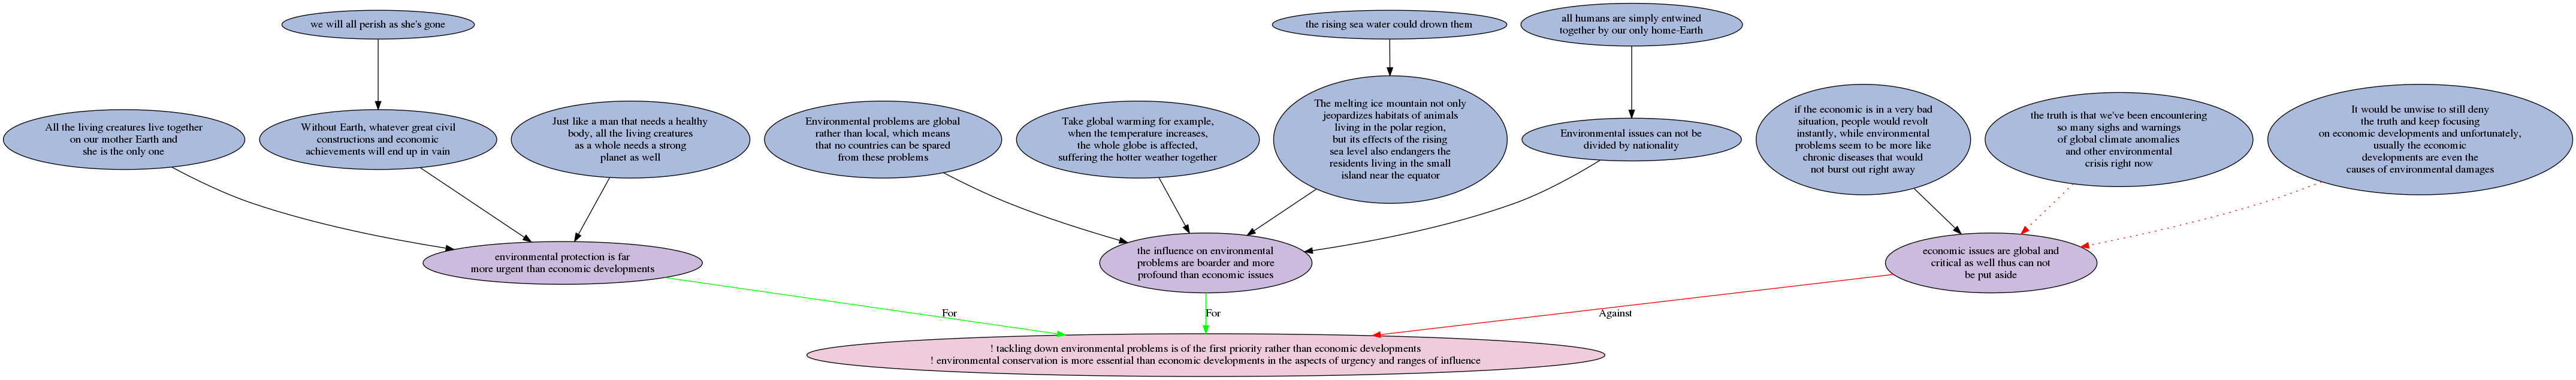 we will all perish as she's gone
the rising sea water could drown them
all humans are simply entwined
together by our only home-Earth
All the living creatures live together
on our mother Earth and
she is the only one
Without Earth, whatever great civil
constructions and economic
achievements will end up in vain
Just like a man that needs a healthy
body, all the living creatures
as a whole needs a strong
planet as well
Environmental problems are global
rather than local, which means
that no countries can be spared
from these problems
Take global warming for example,
when the temperature increases,
the whole globe is affected,
suffering the hotter weather together
The melting ice mountain not only
jeopardizes habitats of animals
living in the polar region,
but its effects of the rising
sea level also endangers the
residents living in the small
island near the equator
Environmental issues can not be
divided by nationality
if the economic is in a very bad
situation, people would revolt
instantly, while environmental
problems seem to be more like
chronic diseases that would
not burst out right away
the truth is that we've been encountering
so many sighs and warnings
of global climate anomalies
and other environmental
crisis right now
It would be unwise to still deny
the truth and keep focusing
on economic developments and unfortunately,
usually the economic
developments are even the
causes of environmental damages
environmental protection is far
more urgent than economic developments
the influence on environmental
problems are boarder and more
profound than economic issues
economic issues are global and
critical as well thus can not
be put aside
For
For
Against
! tackling down environmental problems is of the first priority rather than economic developments
! environmental conservation is more essential than economic developments in the aspects of urgency and ranges of influence